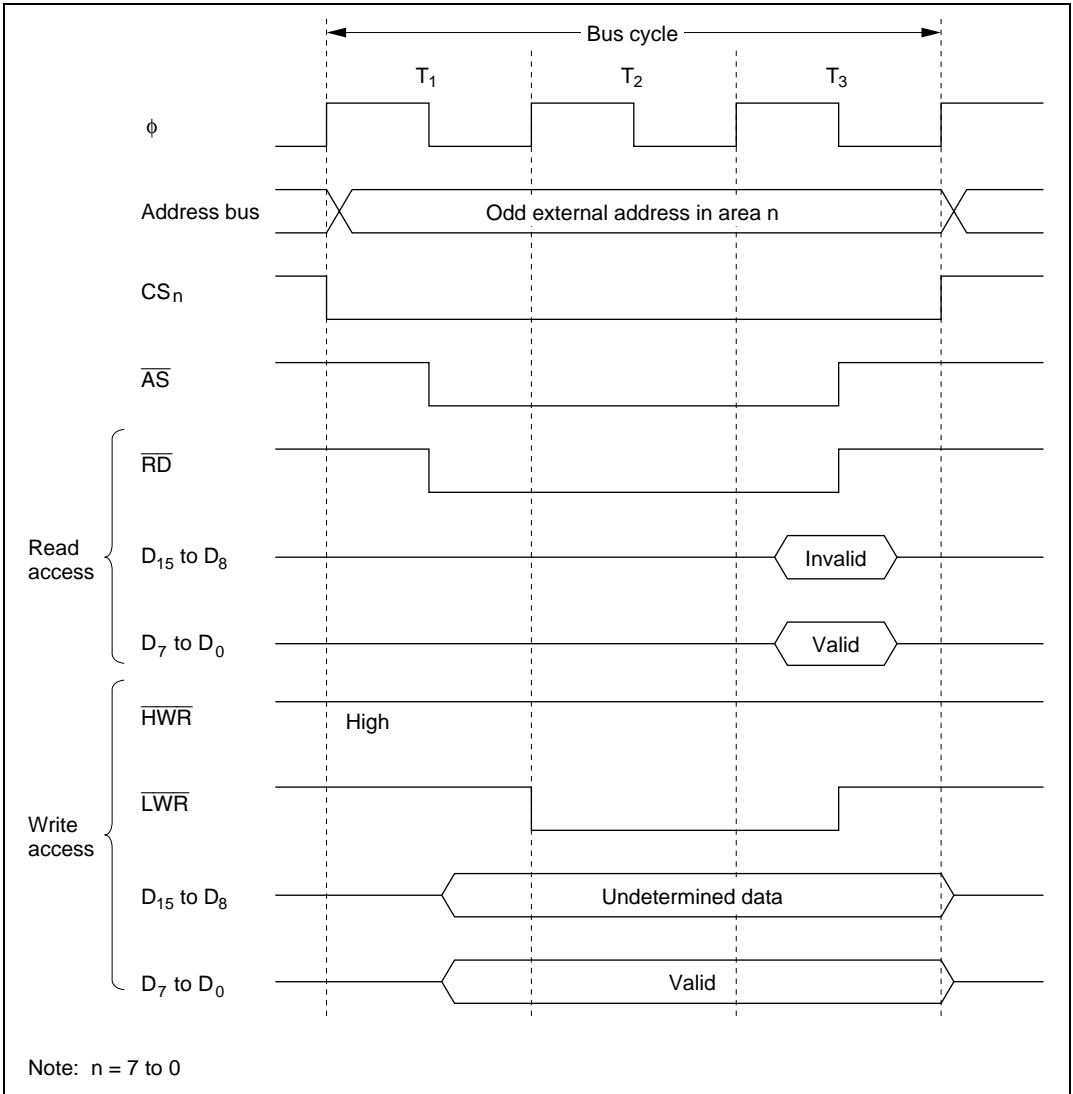 Bus cycle
T1 T2 T3
φ
Address bus Odd external address in area n
CSn
AS
RD
Read access
D15 to D8 Invalid
D7 to D0 Valid
HWR High
LWR
Write access
D15 to D8 Undetermined data
D7 to D0 Valid
Note: n = 7 to 0